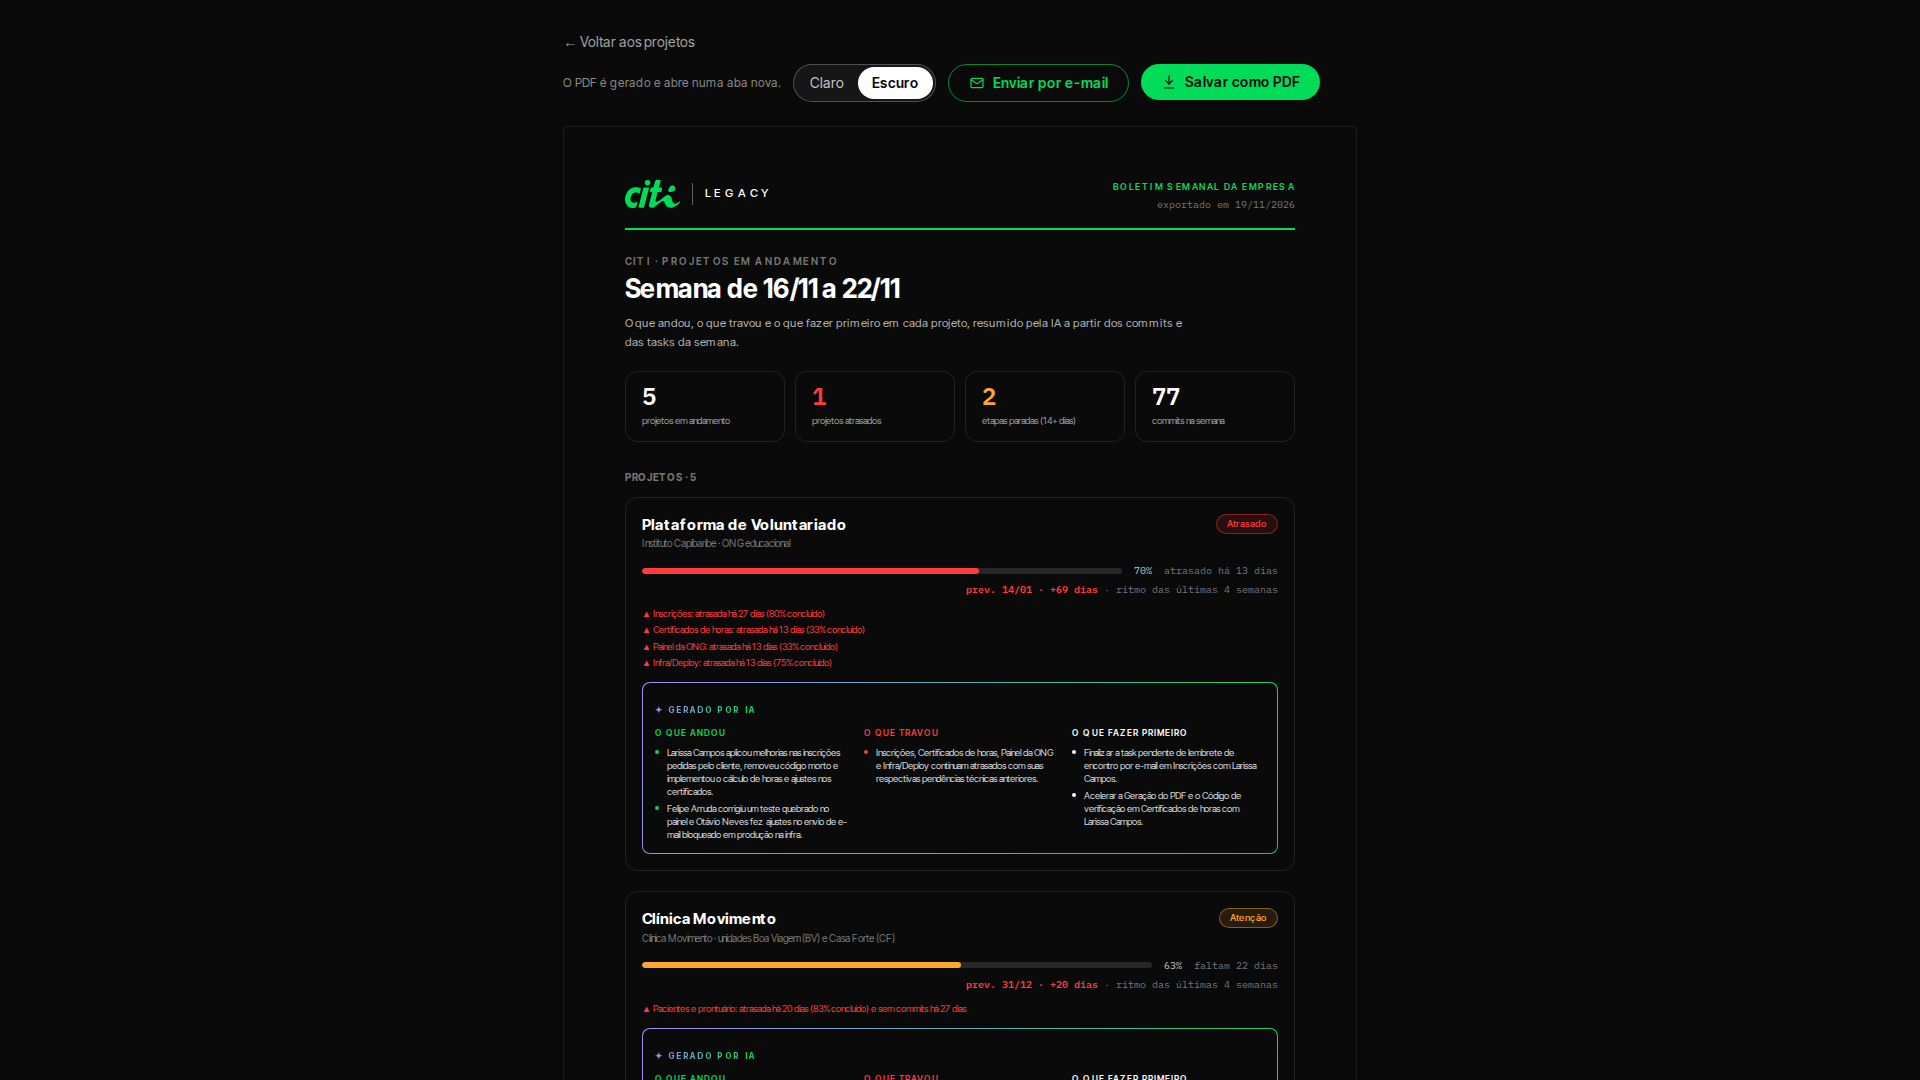 ← Voltar aos projetos
O PDF é gerado e abre numa aba nova.
Claro
Escuro
Enviar por e-mail
Salvar como PDF
citi
LEGACY
BOLETIM SEMANAL DA EMPRESA
exportado em 19/11/2026
CITI · PROJETOS EM ANDAMENTO
Semana de 16/11 a 22/11
O que andou, o que travou e o que fazer primeiro em cada projeto, resumido pela IA a partir dos commits e
das tasks da semana.
5
projetos em andamento
1
projetos atrasados
2
etapas paradas (14+ dias)
77
commits na semana
PROJETOS · 5
Plataforma de Voluntariado
Atrasado
Instituto Capibaribe · ONG educacional
70% atrasado há 13 dias
prev. 14/01 · +69 dias · ritmo das últimas 4 semanas
▲ Inscrições: atrasada há 27 dias (80% concluído)
▲ Certificados de horas: atrasada há 13 dias (33% concluído)
▲ Painel da ONG: atrasada há 13 dias (33% concluído)
▲ Infra/Deploy: atrasada há 13 dias (75% concluído)
✦ GERADO POR IA
O QUE ANDOU
Larissa Campos aplicou melhorias nas inscrições
pedidas pelo cliente, removeu código morto e
implementou o cálculo de horas e ajustes nos
certificados.
Felipe Arruda corrigiu um teste quebrado no
painel e Otávio Neves fez ajustes no envio de e-
mail bloqueado em produção na infra.
O QUE TRAVOU
Inscrições, Certificados de horas, Painel da ONG
e Infra/Deploy continuam atrasados com suas
respectivas pendências técnicas anteriores.
O QUE FAZER PRIMEIRO
Finalizar a task pendente de lembrete de
encontro por e-mail em Inscrições com Larissa
Campos.
Acelerar a Geração do PDF e o Código de
verificação em Certificados de horas com
Larissa Campos.
Clínica Movimento
Atenção
Clínica Movimento · unidades Boa Viagem (BV) e Casa Forte (CF)
63% faltam 22 dias
prev. 31/12 · +20 dias · ritmo das últimas 4 semanas
▲ Pacientes e prontuário: atrasada há 20 dias (83% concluído) e sem commits há 27 dias
✦ GERADO POR IA
O QUE ANDOU
O QUE TRAVOU
O QUE FAZER PRIMEIRO